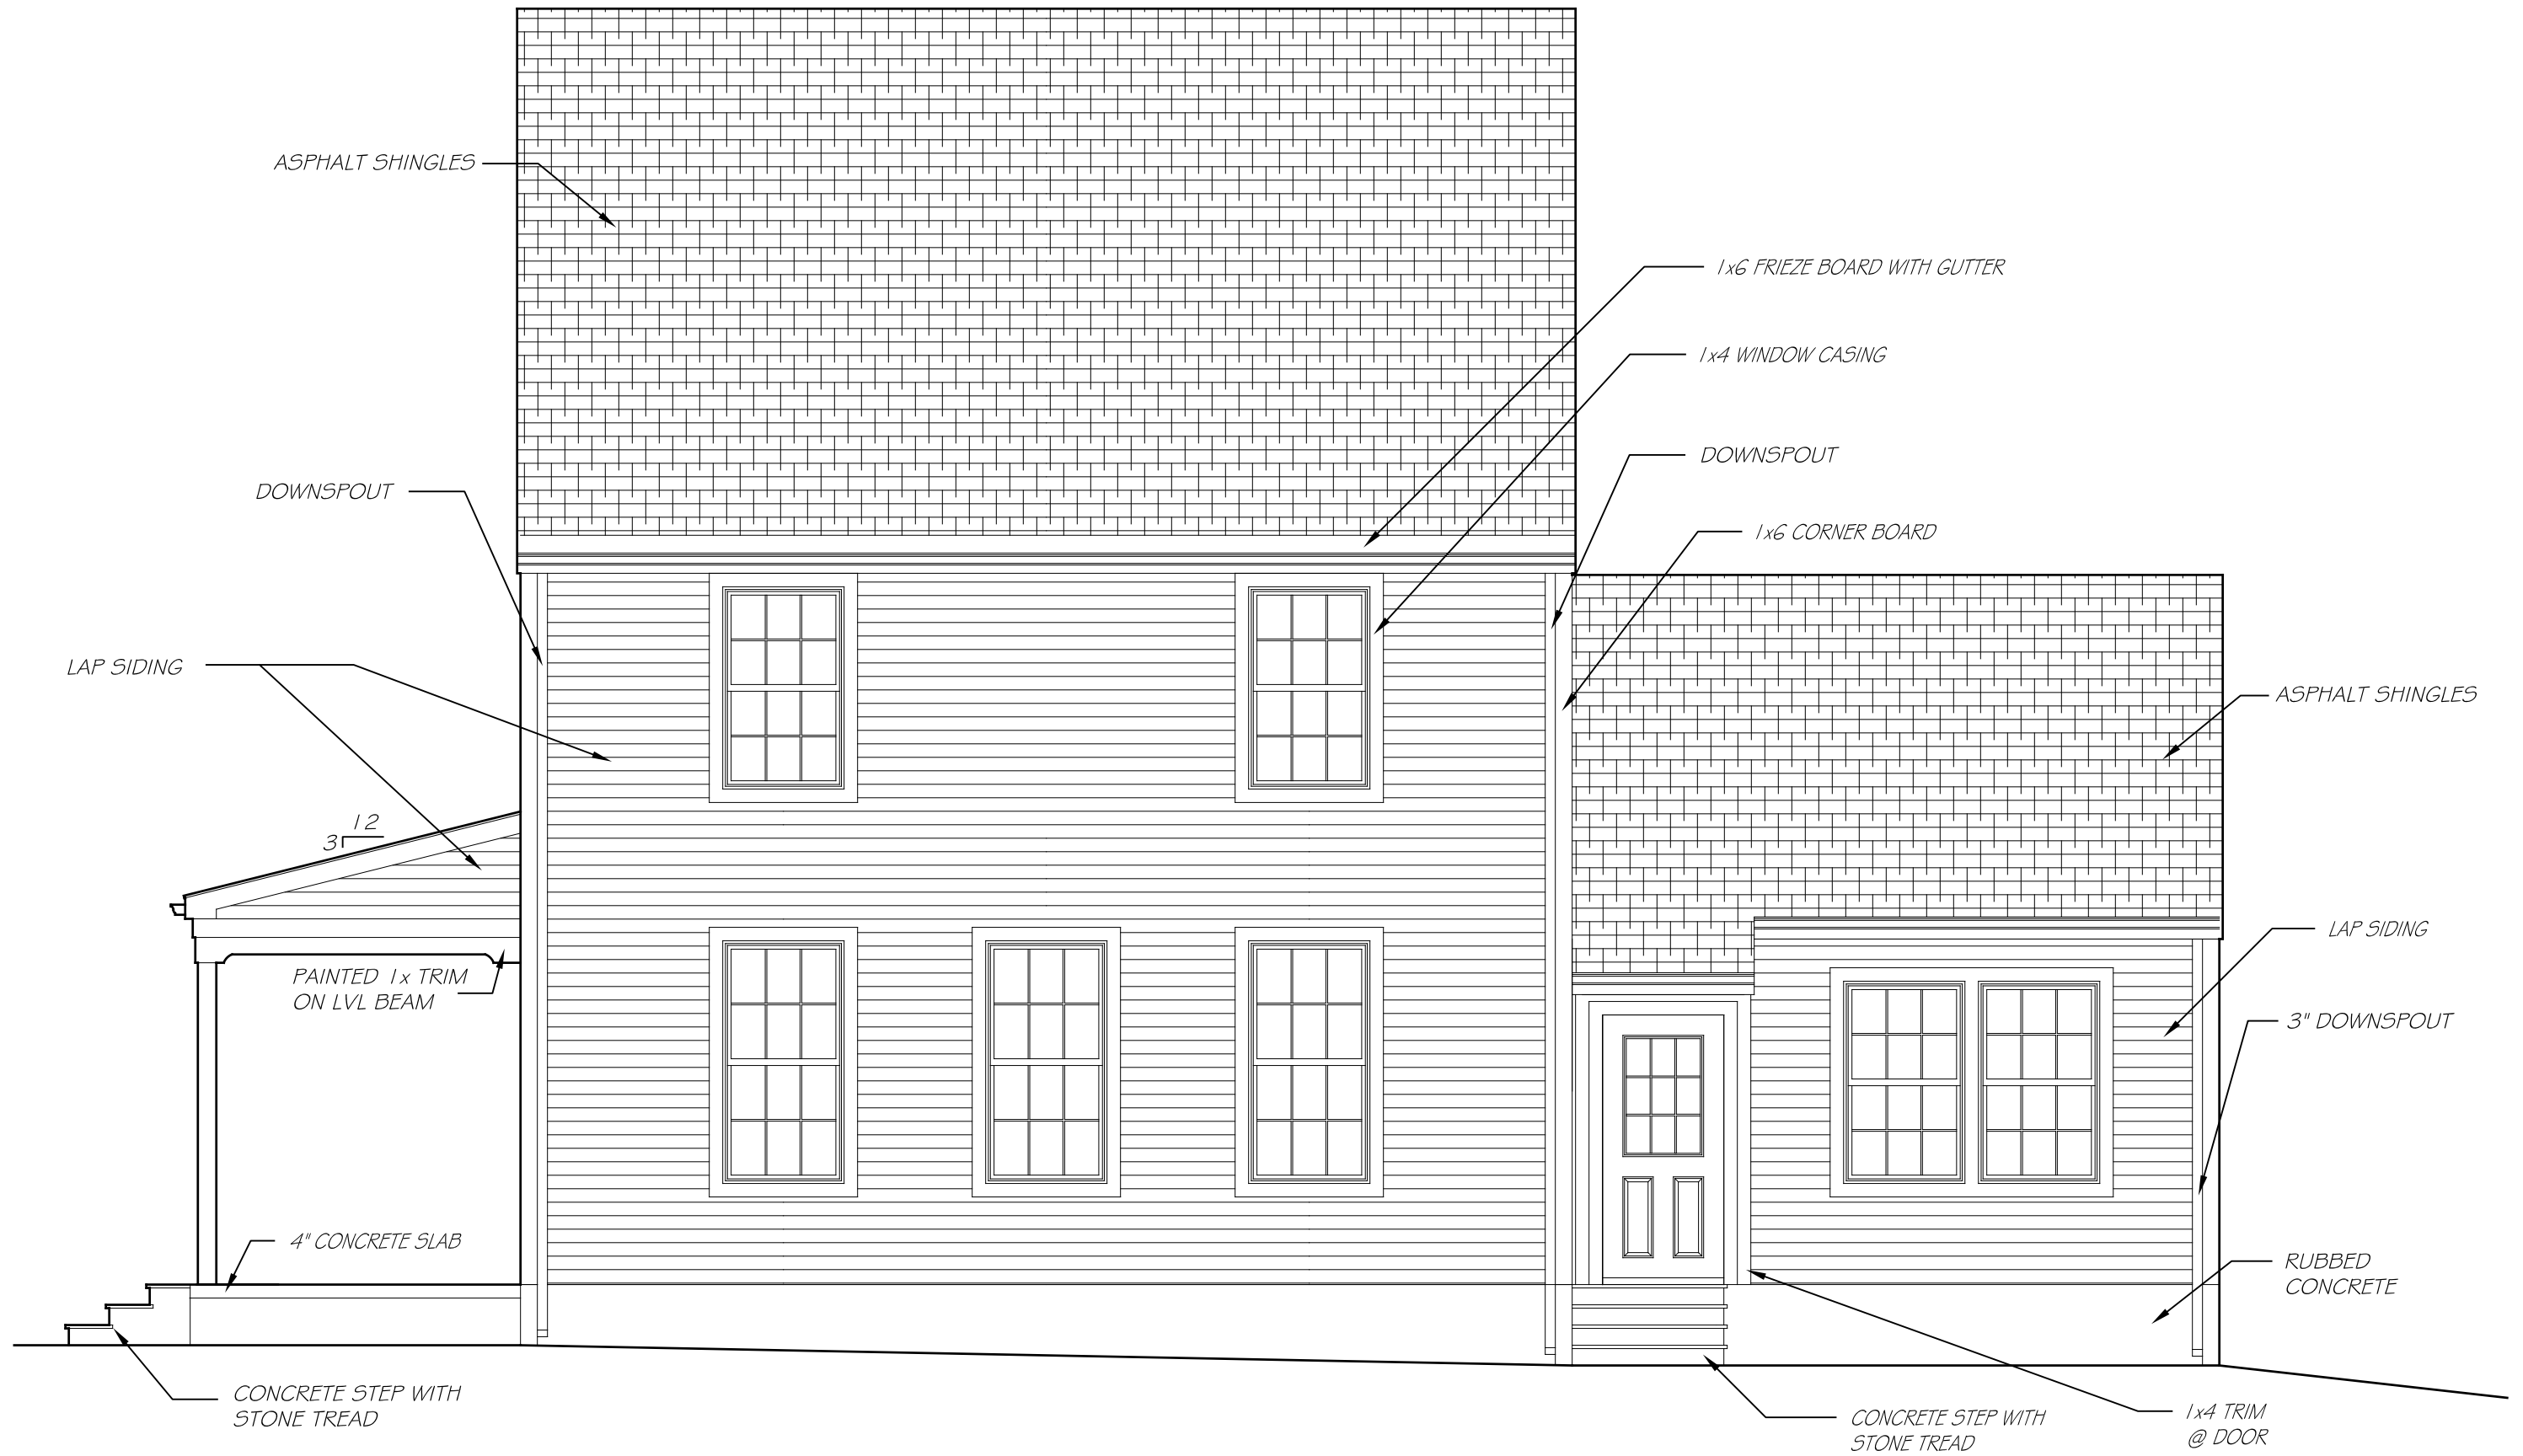 ASPHALT SHINGLES
1x6 FRIEZE BOARD WITH GUTTER
1x4 WINDOW CASING
DOWNSPOUT
DOWNSPOUT
1x6 CORNER BOARD
LAP SIDING
ASPHALT SHINGLES
12
3
LAP SIDING
PAINTED 1x TRIM
ON LVL BEAM
3" DOWNSPOUT
4" CONCRETE SLAB
RUBBED
CONCRETE
CONCRETE STEP WITH
STONE TREAD
CONCRETE STEP WITH
STONE TREAD
1x4 TRIM
@ DOOR